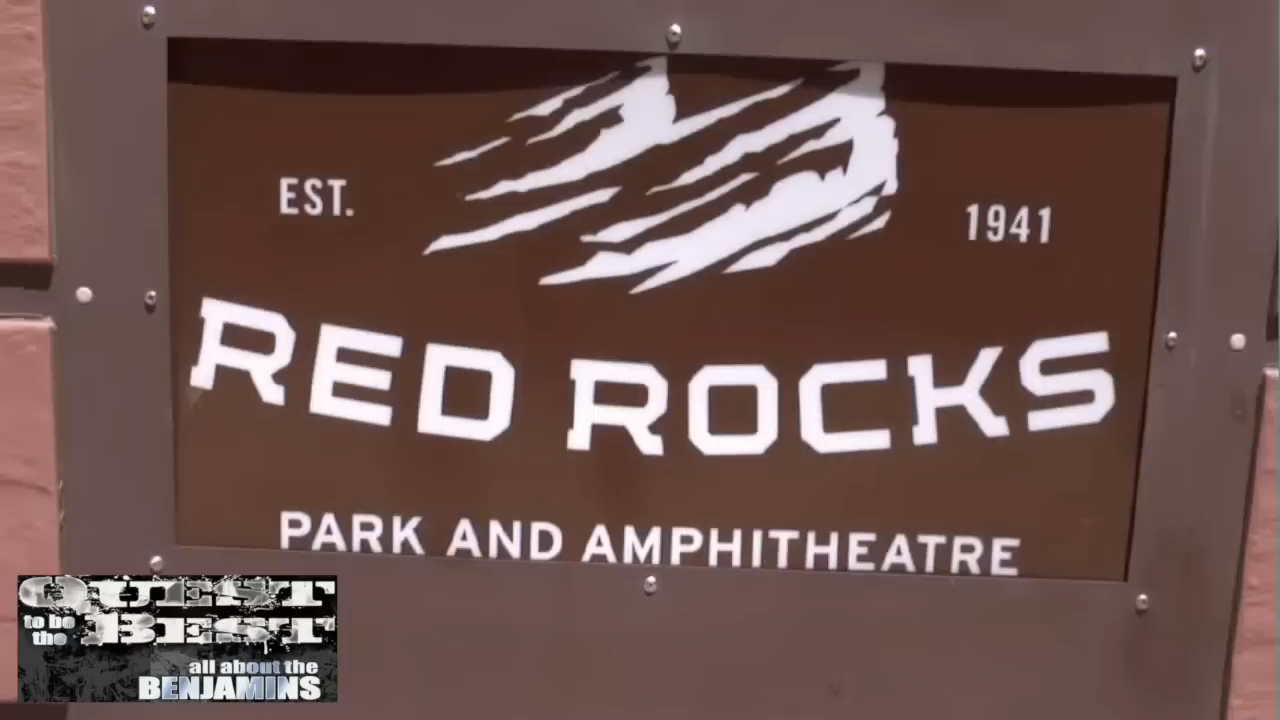 EST. 1941
RED ROCKS
PARK AND AMPHITHEATRE
QUEST
to be the BEST
all about the
BENJAMINS